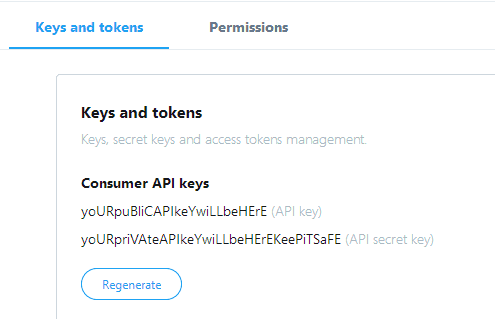 Keys and tokens Permissions
Keys and tokens
Keys, secret keys and access tokens management.
Consumer API keys
yoURpuBliCAPIkeYwiLLbeHErE (API key)
yoURpriVAteAPIkeYwiLLbeHErEKeePiTSaFE (API secret key)
Regenerate